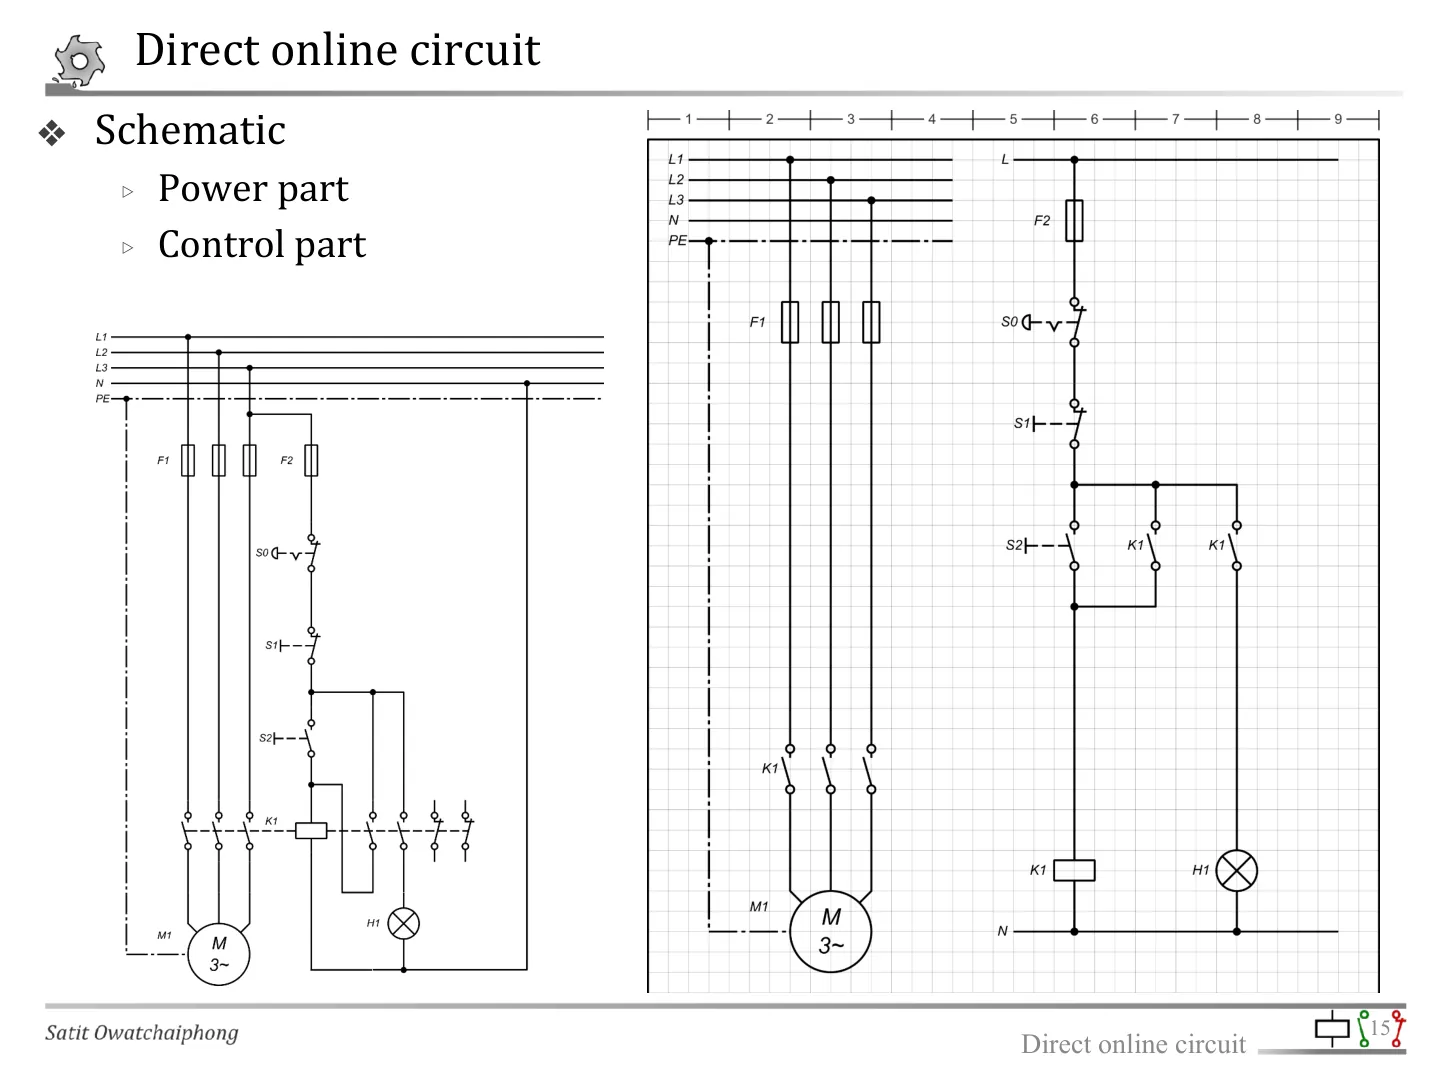 Direct online circuit
❖ Schematic
▷ Power part
▷ Control part
L1
L2
L3
N
PE
F1 F2
S0
S1
S2
K1
H1
M1
M
3~
1 2 3 4 5 6 7 8 9
L1 L
L2
L3
N F2
PE
F1 S0
S1
S2 K1 K1
K1
K1 H1
M1
M
3~
N
Satit Owatchaiphong
Direct online circuit
15